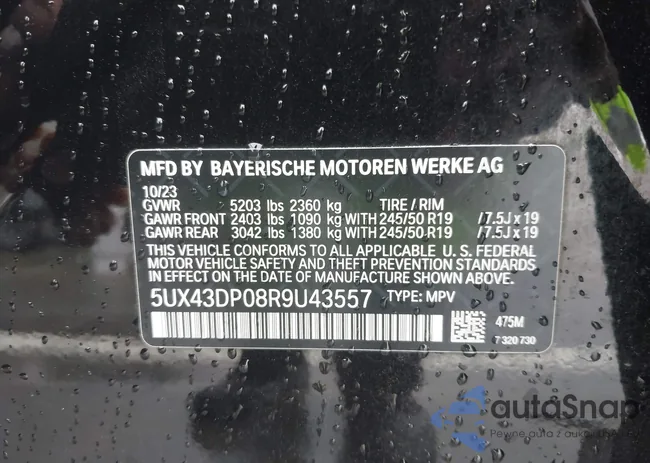 MFD BY BAYERISCHE MOTOREN WERKE AG
10/23
GVWR 5203 lbs 2360 kg TIRE / RIM
GAWR FRONT 2403 lbs 1090 kg WITH 245/50 R19 / 7.5J x 19
GAWR REAR 3042 lbs 1380 kg WITH 245/50 R19 / 7.5J x 19
THIS VEHICLE CONFORMS TO ALL APPLICABLE U.S. FEDERAL
MOTOR VEHICLE SAFETY AND THEFT PREVENTION STANDARDS
IN EFFECT ON THE DATE OF MANUFACTURE SHOWN ABOVE.
5UX43DP08R9U43557 TYPE: MPV
475M
7 320 730
autoSnap
Pewne auta z aukcji